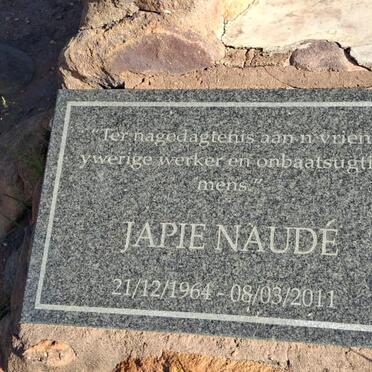 "Ter nagedagtenis aan n vrien
ywerige werker en onbaatsugti
mens."
JAPIE NAUDÉ
21/12/1964 - 08/03/2011